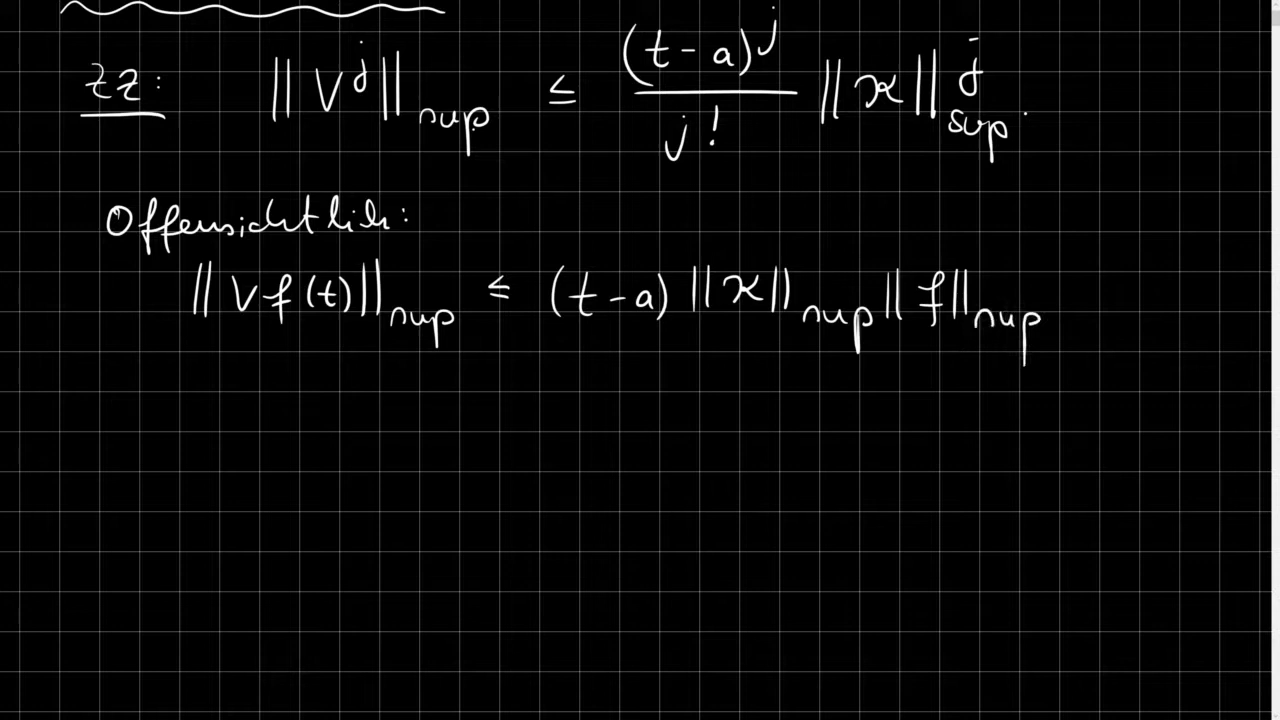 zz: ‖V^j‖_sup ≤ (t-a)^j / j! ‖ϰ‖^j_sup.
Offensichtlich:
‖Vf(t)‖_sup ≤ (t-a) ‖ϰ‖_sup ‖f‖_sup